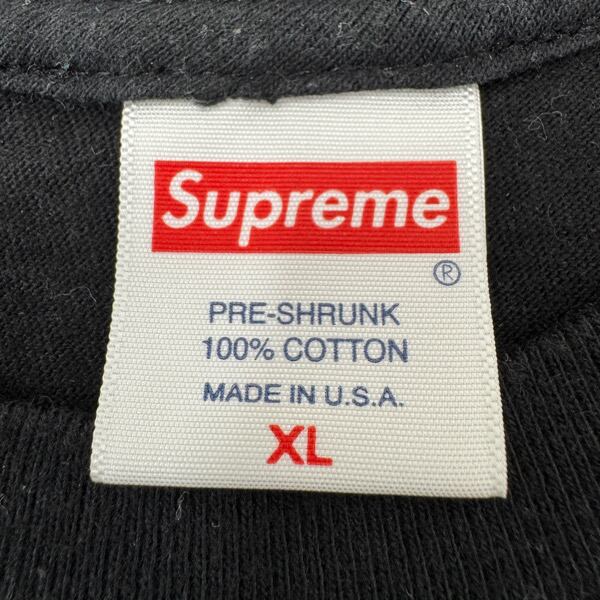 Supreme
®
PRE-SHRUNK
100% COTTON
MADE IN U.S.A.
XL